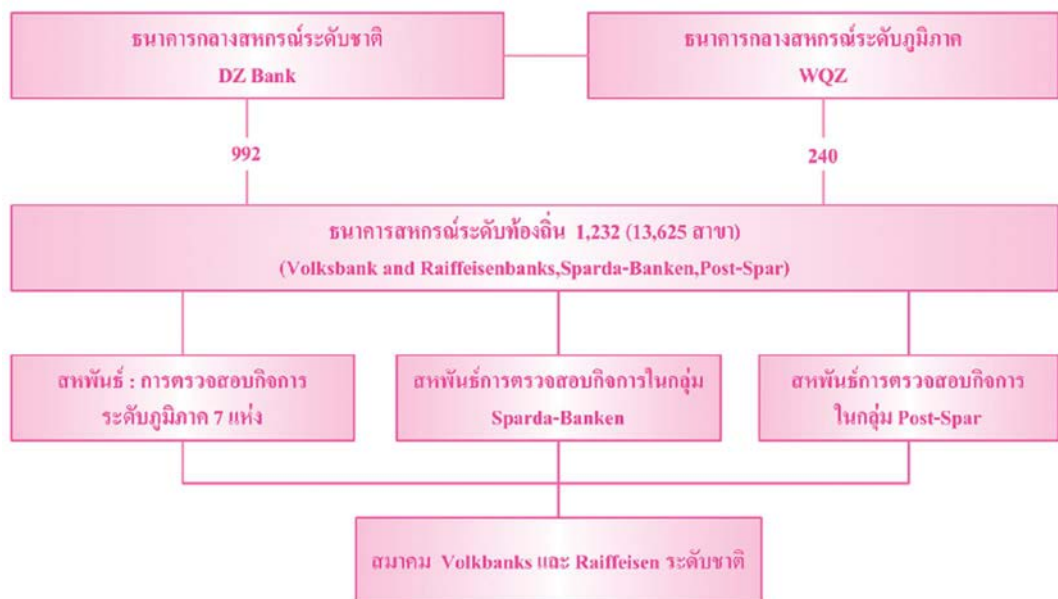 ธนาคารกลางสหกรณ์ระดับชาติ
DZ Bank
ธนาคารกลางสหกรณ์ระดับภูมิภาค
WQZ
992
240
ธนาคารสหกรณ์ระดับท้องถิ่น 1,232 (13,625 สาขา)
(Volksbank and Raiffeisenbanks,Sparda-Banken,Post-Spar)
สหพันธ์ : การตรวจสอบกิจการ
ระดับภูมิภาค 7 แห่ง
สหพันธ์การตรวจสอบกิจการในกลุ่ม
Sparda-Banken
สหพันธ์การตรวจสอบกิจการ
ในกลุ่ม Post-Spar
สมาคม Volkbanks และ Raiffeisen ระดับชาติ